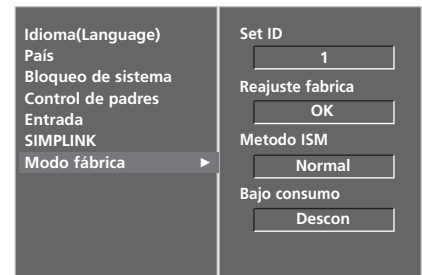 Idioma(Language)
País
Bloqueo de sistema
Control de padres
Entrada
SIMPLINK
Modo fábrica ►
Set ID
1
Reajuste fabrica
OK
Metodo ISM
Normal
Bajo consumo
Descon